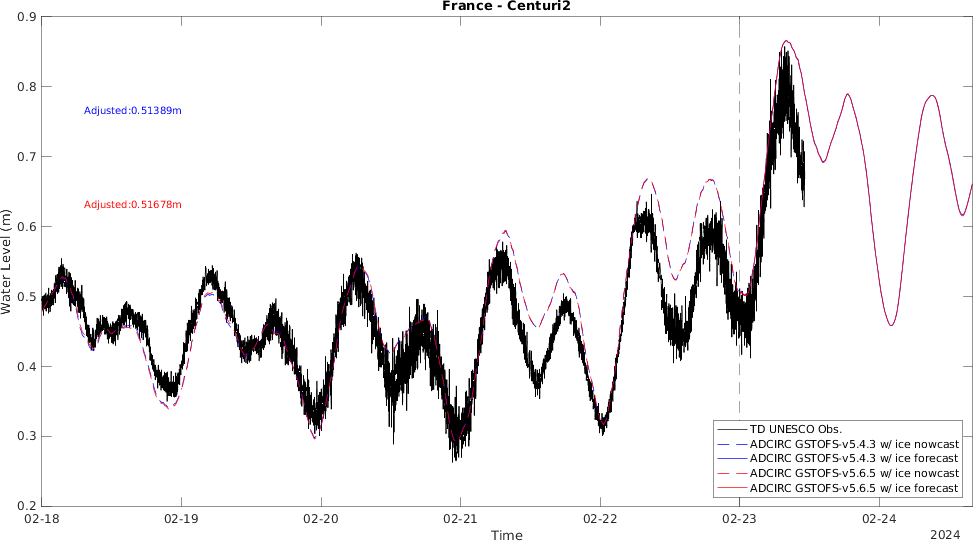 France - Centuri2
0.9
0.8
0.7
0.6
0.5
0.4
0.3
0.2
Water Level (m)
Adjusted:0.51389m
Adjusted:0.51678m
TD UNESCO Obs.
ADCIRC GSTOFS-v5.4.3 w/ ice nowcast
ADCIRC GSTOFS-v5.4.3 w/ ice forecast
ADCIRC GSTOFS-v5.6.5 w/ ice nowcast
ADCIRC GSTOFS-v5.6.5 w/ ice forecast
02-18 02-19 02-20 02-21 02-22 02-23 02-24
Time
2024